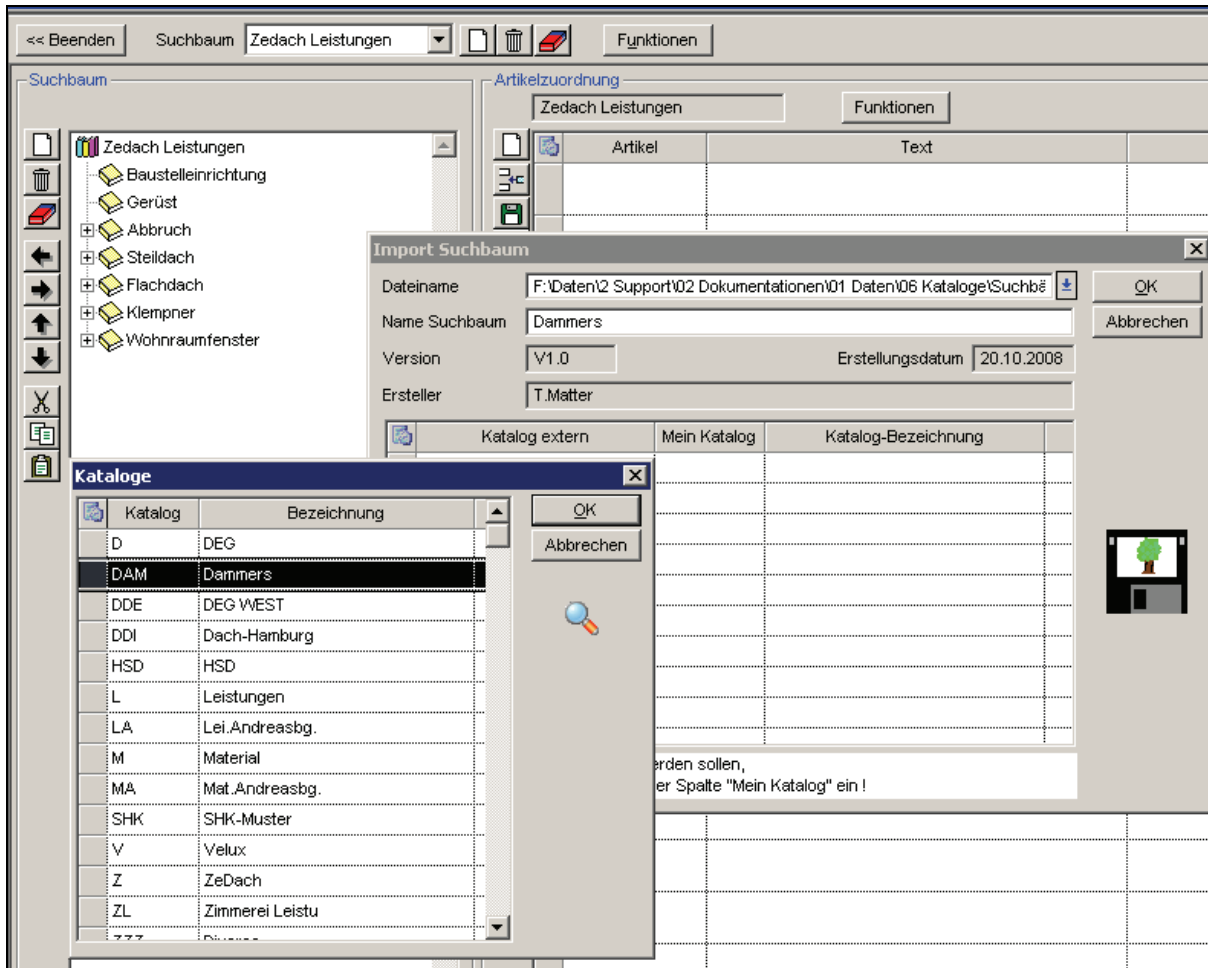 << Beenden Suchbaum Zedach Leistungen Funktionen
Suchbaum
Artikelzuordnung
Zedach Leistungen Funktionen
Artikel Text
Zedach Leistungen
Baustelleinrichtung
Gerüst
Abbruch
Steildach
Flachdach
Klempner
Wohnraumfenster
Import Suchbaum
Dateiname F:\Daten\2 Support\02 Dokumentationen\01 Daten\06 Kataloge\Suchbä OK
Name Suchbaum Dammers Abbrechen
Version V1.0 Erstellungsdatum 20.10.2008
Ersteller T.Matter
Katalog extern Mein Katalog Katalog-Bezeichnung
erden sollen,
er Spalte "Mein Katalog" ein !
Kataloge
Katalog Bezeichnung OK
Abbrechen
D DEG
DAM Dammers
DDE DEG WEST
DDI Dach-Hamburg
HSD HSD
L Leistungen
LA Lei.Andreasbg.
M Material
MA Mat.Andreasbg.
SHK SHK-Muster
V Velux
Z ZeDach
ZL Zimmerei Leistu